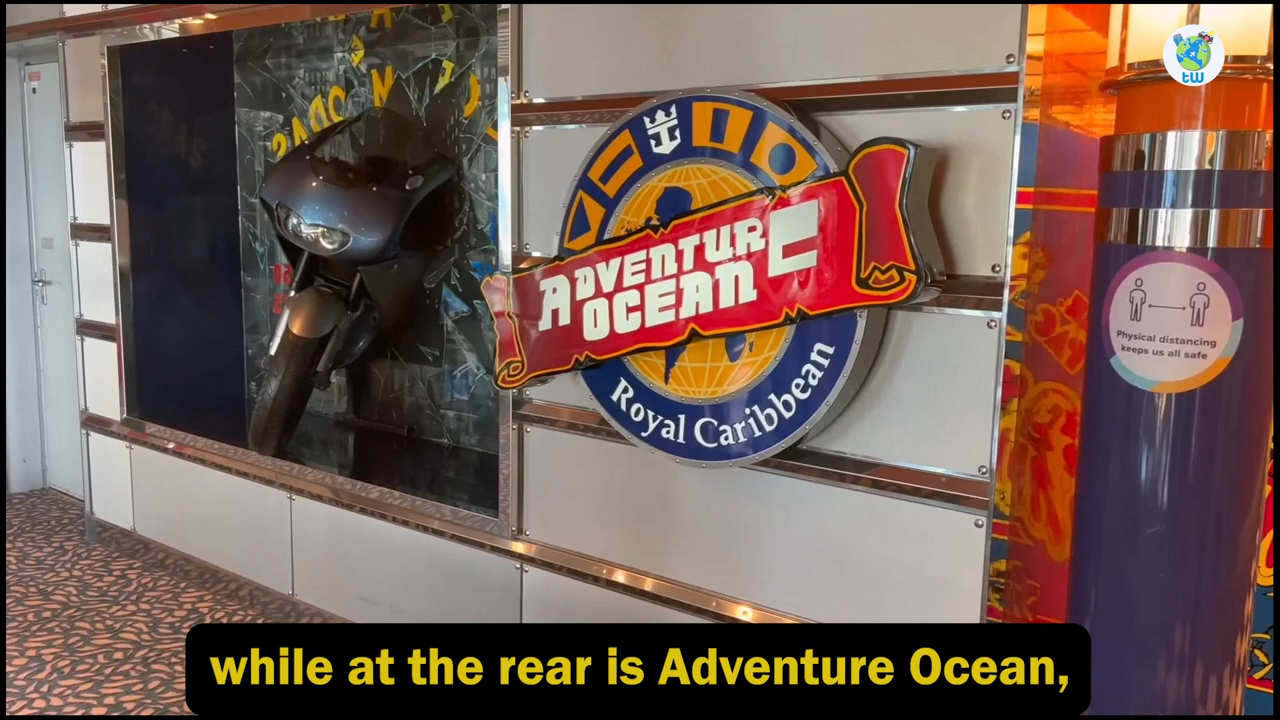 tw
ADVENTURE
OCEAN
Royal Caribbean
Physical distancing
keeps us all safe
while at the rear is Adventure Ocean,